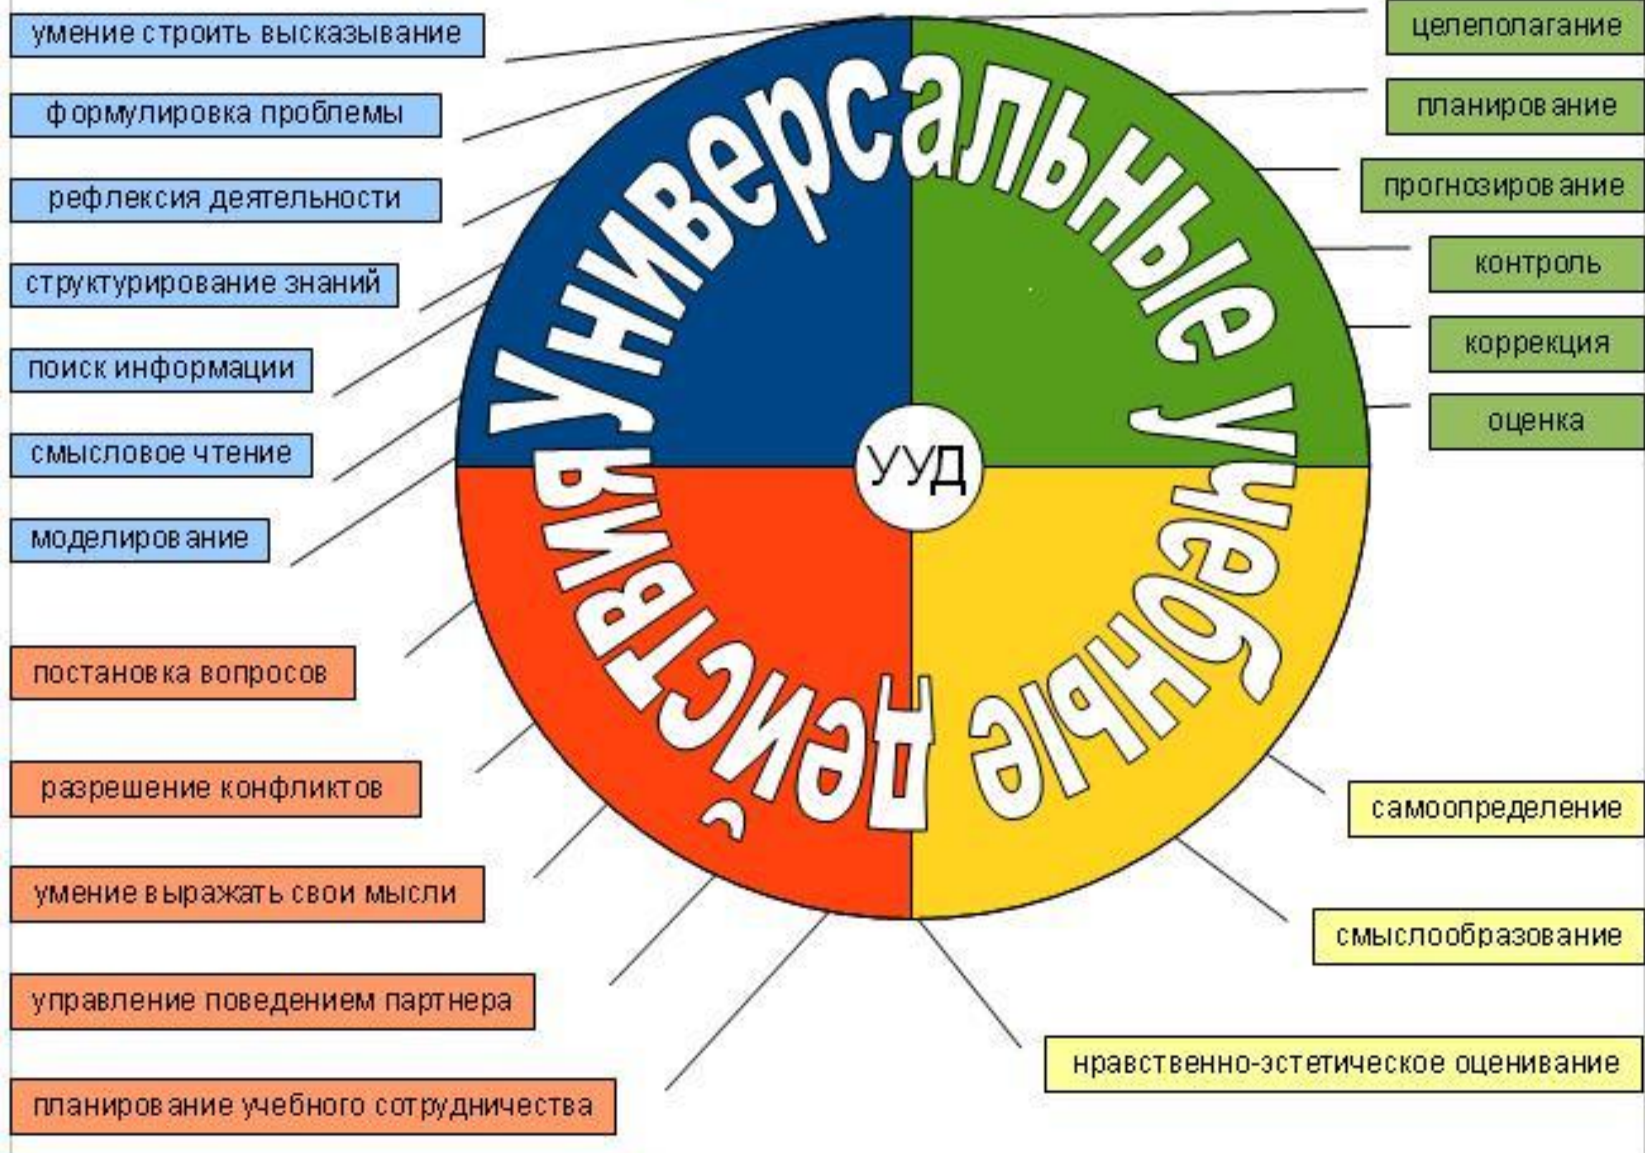 умение строить высказывание
формулировка проблемы
рефлексия деятельности
структурирование знаний
поиск информации
смысловое чтение
моделирование
постановка вопросов
разрешение конфликтов
умение выражать свои мысли
управление поведением партнера
планирование учебного сотрудничества
Универсальные учебные действия
УУД
целеполагание
планирование
прогнозирование
контроль
коррекция
оценка
самоопределение
смыслообразование
нравственно-эстетическое оценивание